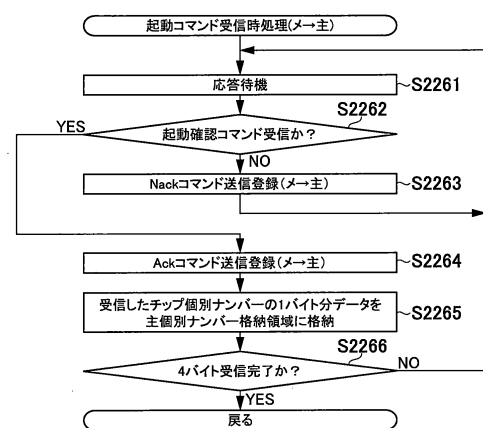 起動コマンド受信時処理(メ→主)
応答待機
S2261
S2262
起動確認コマンド受信か?
YES
NO
Nackコマンド送信登録(メ→主)
S2263
Ackコマンド送信登録(メ→主)
S2264
受信したチップ個別ナンバーの1バイト分データを
主個別ナンバー格納領域に格納
S2265
S2266
4バイト受信完了か?
NO
YES
戻る